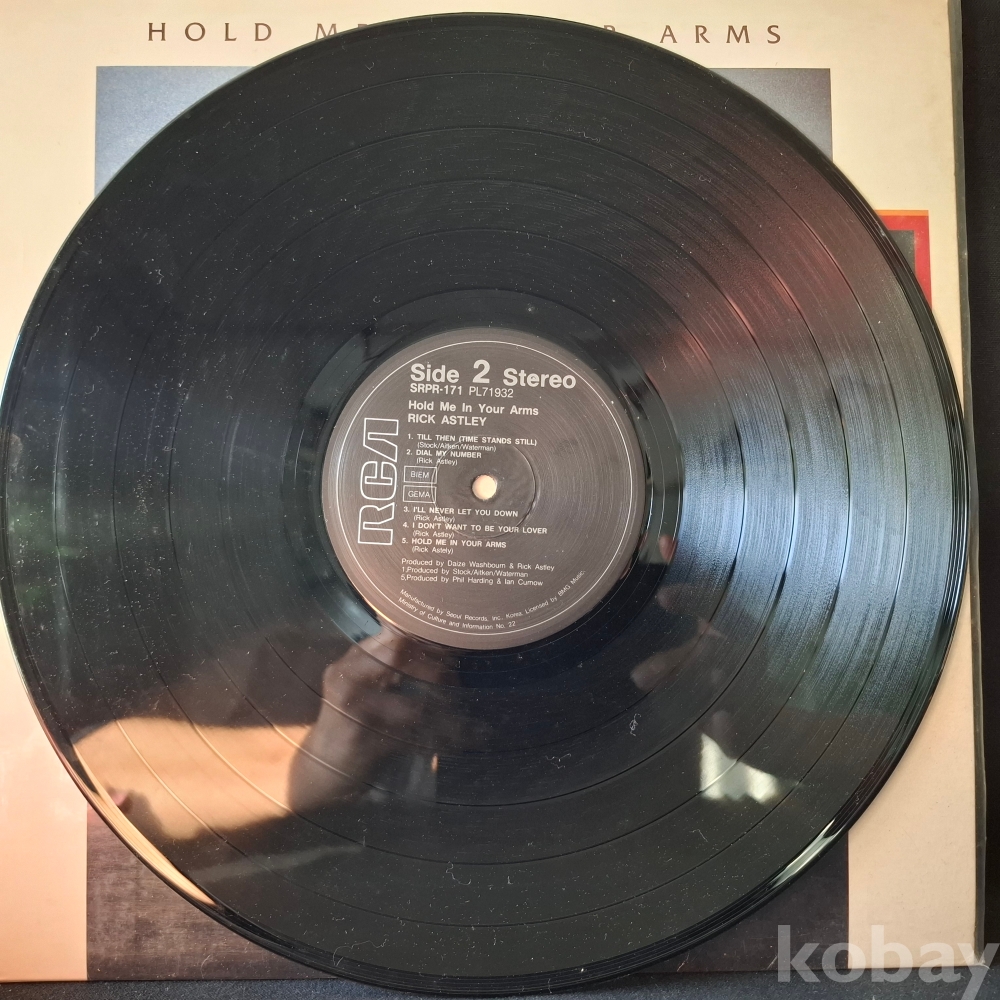 HOLD ME R ARMS
Side 2 Stereo
SRPR-171 PL71932
Hold Me In Your Arms
RICK ASTLEY
1. TILL THEN (TIME STANDS STILL)
(Stock/Aitken/Waterman)
2. DIAL MY NUMBER
(Rick Astley)
BIEM
GEMA
3. I'LL NEVER LET YOU DOWN
(Rick Astley)
4. I DON'T WANT TO BE YOUR LOVER
(Rick Astley)
5. HOLD ME IN YOUR ARMS
(Rick Astely)
Produced by Daize Washbourn & Rick Astley
1,Produced by Stock/Aitken/Waterman
5,Produced by Phil Harding & Ian Curnow
Manufactured by Seoul Records, Inc., Korea. Licensed by BMG Music.
Ministry of Culture and Information No. 22
RCA
kobay